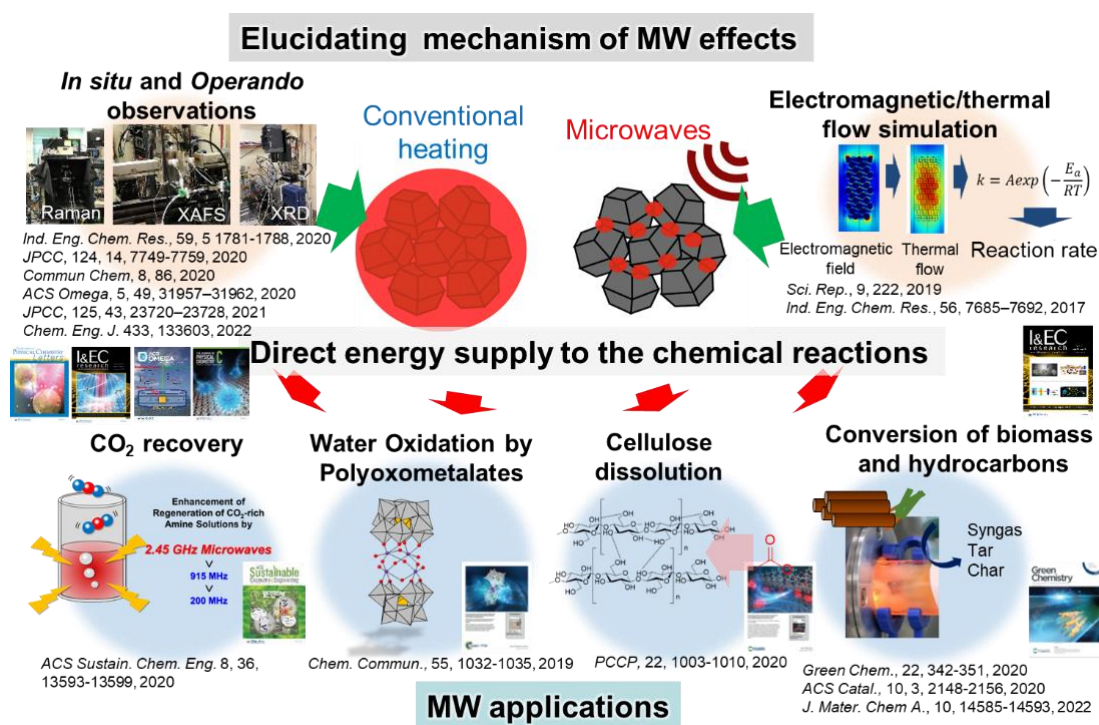 Elucidating mechanism of MW effects
In situ and Operando
observations
Raman
XAFS
XRD
Ind. Eng. Chem. Res., 59, 5 1781-1788, 2020
JPCC, 124, 14, 7749-7759, 2020
Commun Chem, 8, 86, 2020
ACS Omega, 5, 49, 31957–31962, 2020
JPCC, 125, 43, 23720–23728, 2021
Chem. Eng. J. 433, 133603, 2022
Conventional
heating
Microwaves
Electromagnetic/thermal
flow simulation
k = Aexp(-Ea/RT)
Electromagnetic
field
Thermal
flow
Reaction rate
Sci. Rep., 9, 222, 2019
Ind. Eng. Chem. Res., 56, 7685–7692, 2017
Letters
I&EC
research
OMEGA
C
Direct energy supply to the chemical reactions
I&EC
research
CO2 recovery
Enhancement of
Regeneration of CO2-rich
Amine Solutions by
2.45 GHz Microwaves
915 MHz
200 MHz
Sustainable
ACS Sustain. Chem. Eng. 8, 36,
13593-13599, 2020
Water Oxidation by
Polyoxometalates
Chem. Commun., 55, 1032-1035, 2019
Cellulose
dissolution
PCCP, 22, 1003-1010, 2020
Conversion of biomass
and hydrocarbons
Syngas
Tar
Char
Green
Chemistry
Green Chem., 22, 342-351, 2020
ACS Catal., 10, 3, 2148-2156, 2020
J. Mater. Chem A., 10, 14585-14593, 2022
MW applications